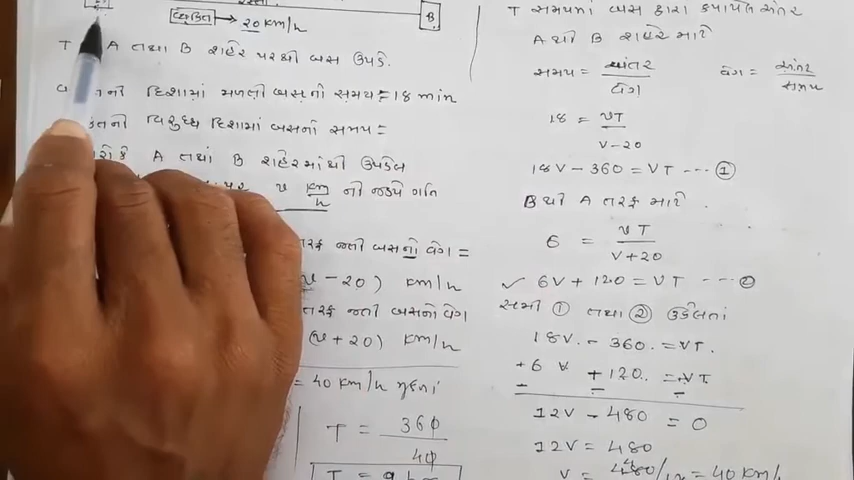 વ્યકિત → 20 km/h
B
T
A તથા B શહેર પરથી બસ ઉપડે.
દિશામાં મળતી બસનો સમય = 18 min
વિરુધ્ધ દિશામાં બસનો સમય =
A તથા B શહેરમાંથી ઉપડેલ
v km/h ની ઝડપે ગતિ
તરફ જતી બસનો વેગ =
(v - 20) km/h
તરફ જતી બસનો વેગ
(v + 20) km/h
= 40 km/h મુકતાં
T = 360/40
T =
T સમયમાં બસ દ્વારા કપાયેલ અંતર
A થી B શહેર માટે
સમય = અંતર/વેગ વેગ = અંતર/સમય
18 = VT/V-20
18V - 360 = VT --- ①
B થી A તરફ માટે
6 = VT/V+20
✓ 6V + 120 = VT --- ②
સમી ① તથા ② ઉકેલતાં
18V - 360 = VT
+6V + 120 = +VT
- - -
12V - 480 = 0
12V = 480
V = 480/12 = 40 km/